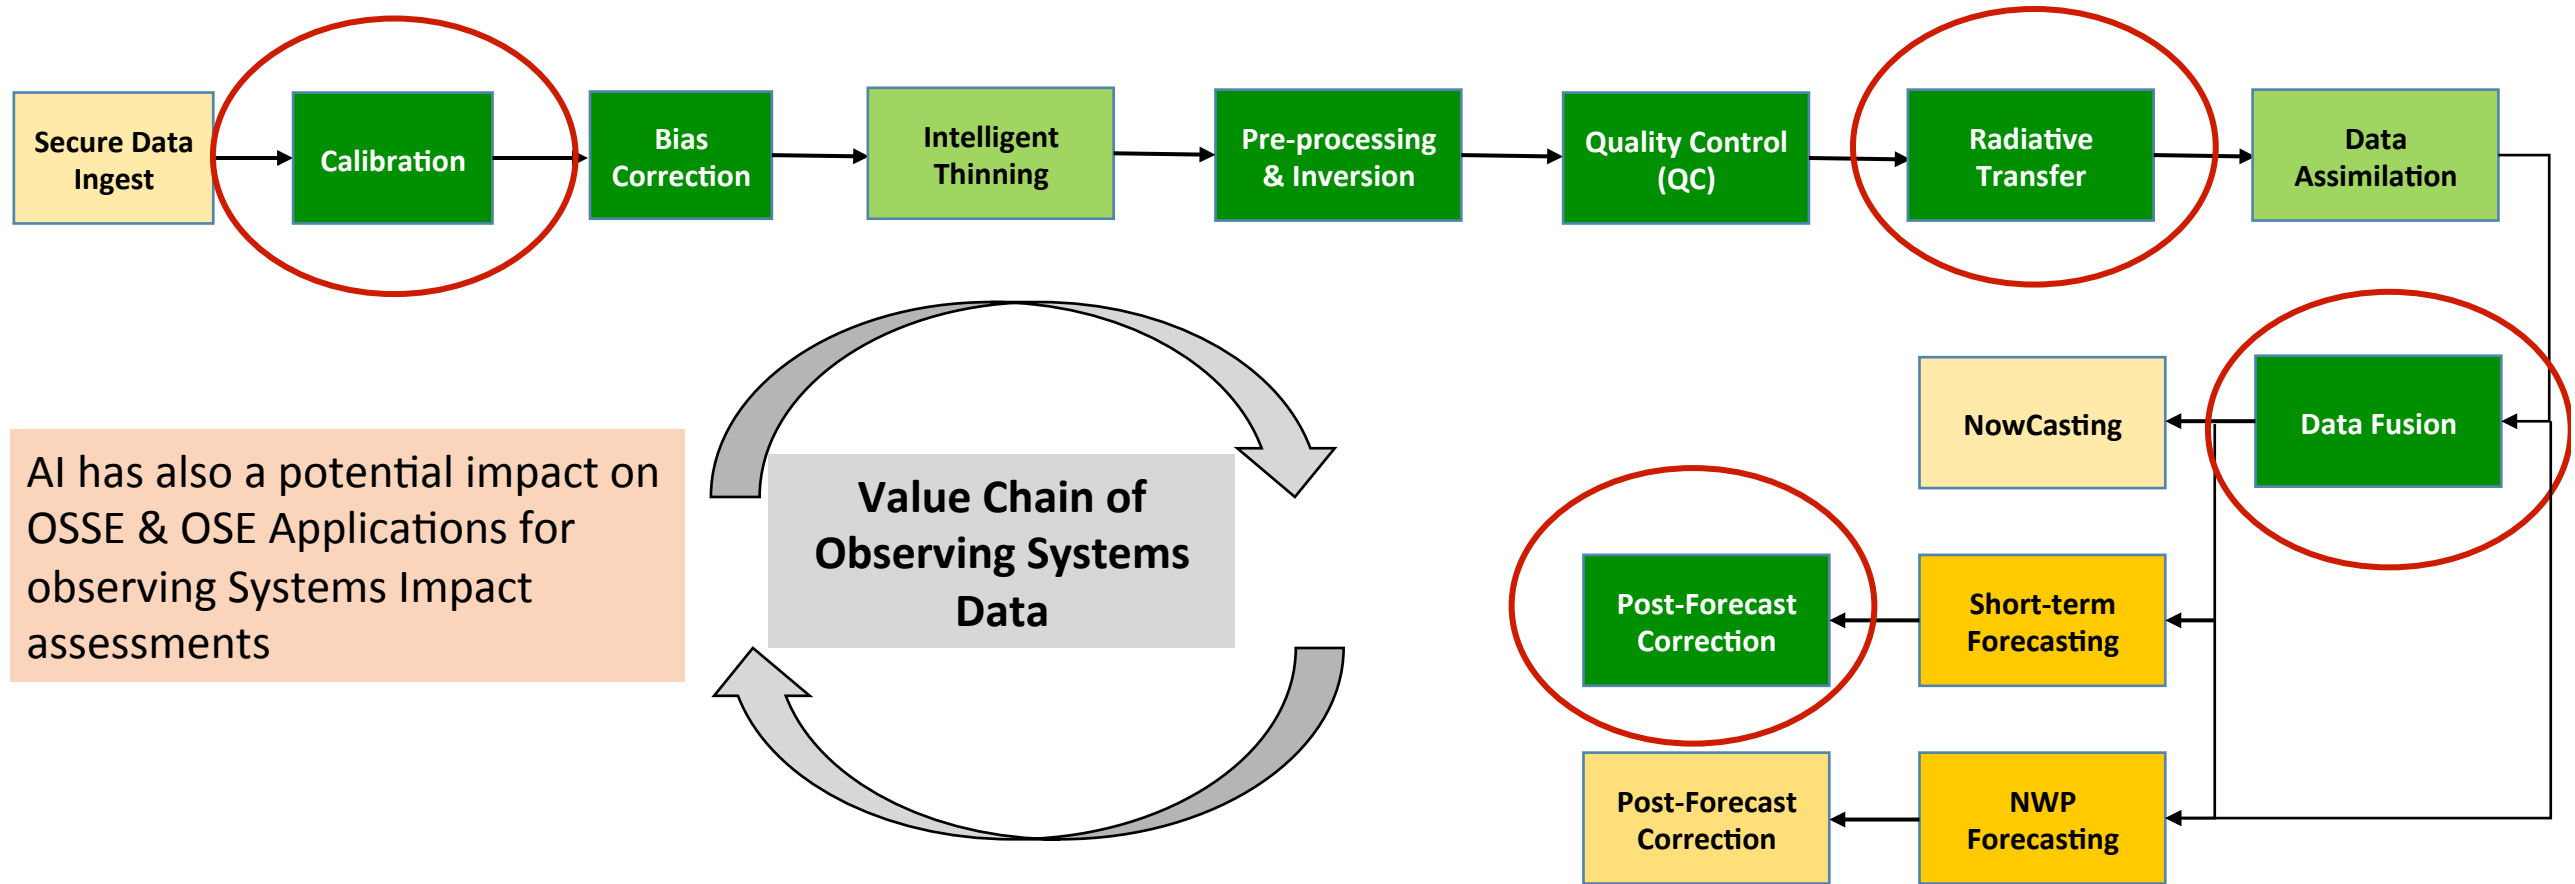 Secure Data
Ingest
Calibration
Bias
Correction
Intelligent
Thinning
Pre-processing
& Inversion
Quality Control
(QC)
Radiative
Transfer
Data
Assimilation
NowCasting
Data Fusion
AI has also a potential impact on
OSSE & OSE Applications for
observing Systems Impact
assessments
Value Chain of
Observing Systems
Data
Post-Forecast
Correction
Short-term
Forecasting
Post-Forecast
Correction
NWP
Forecasting